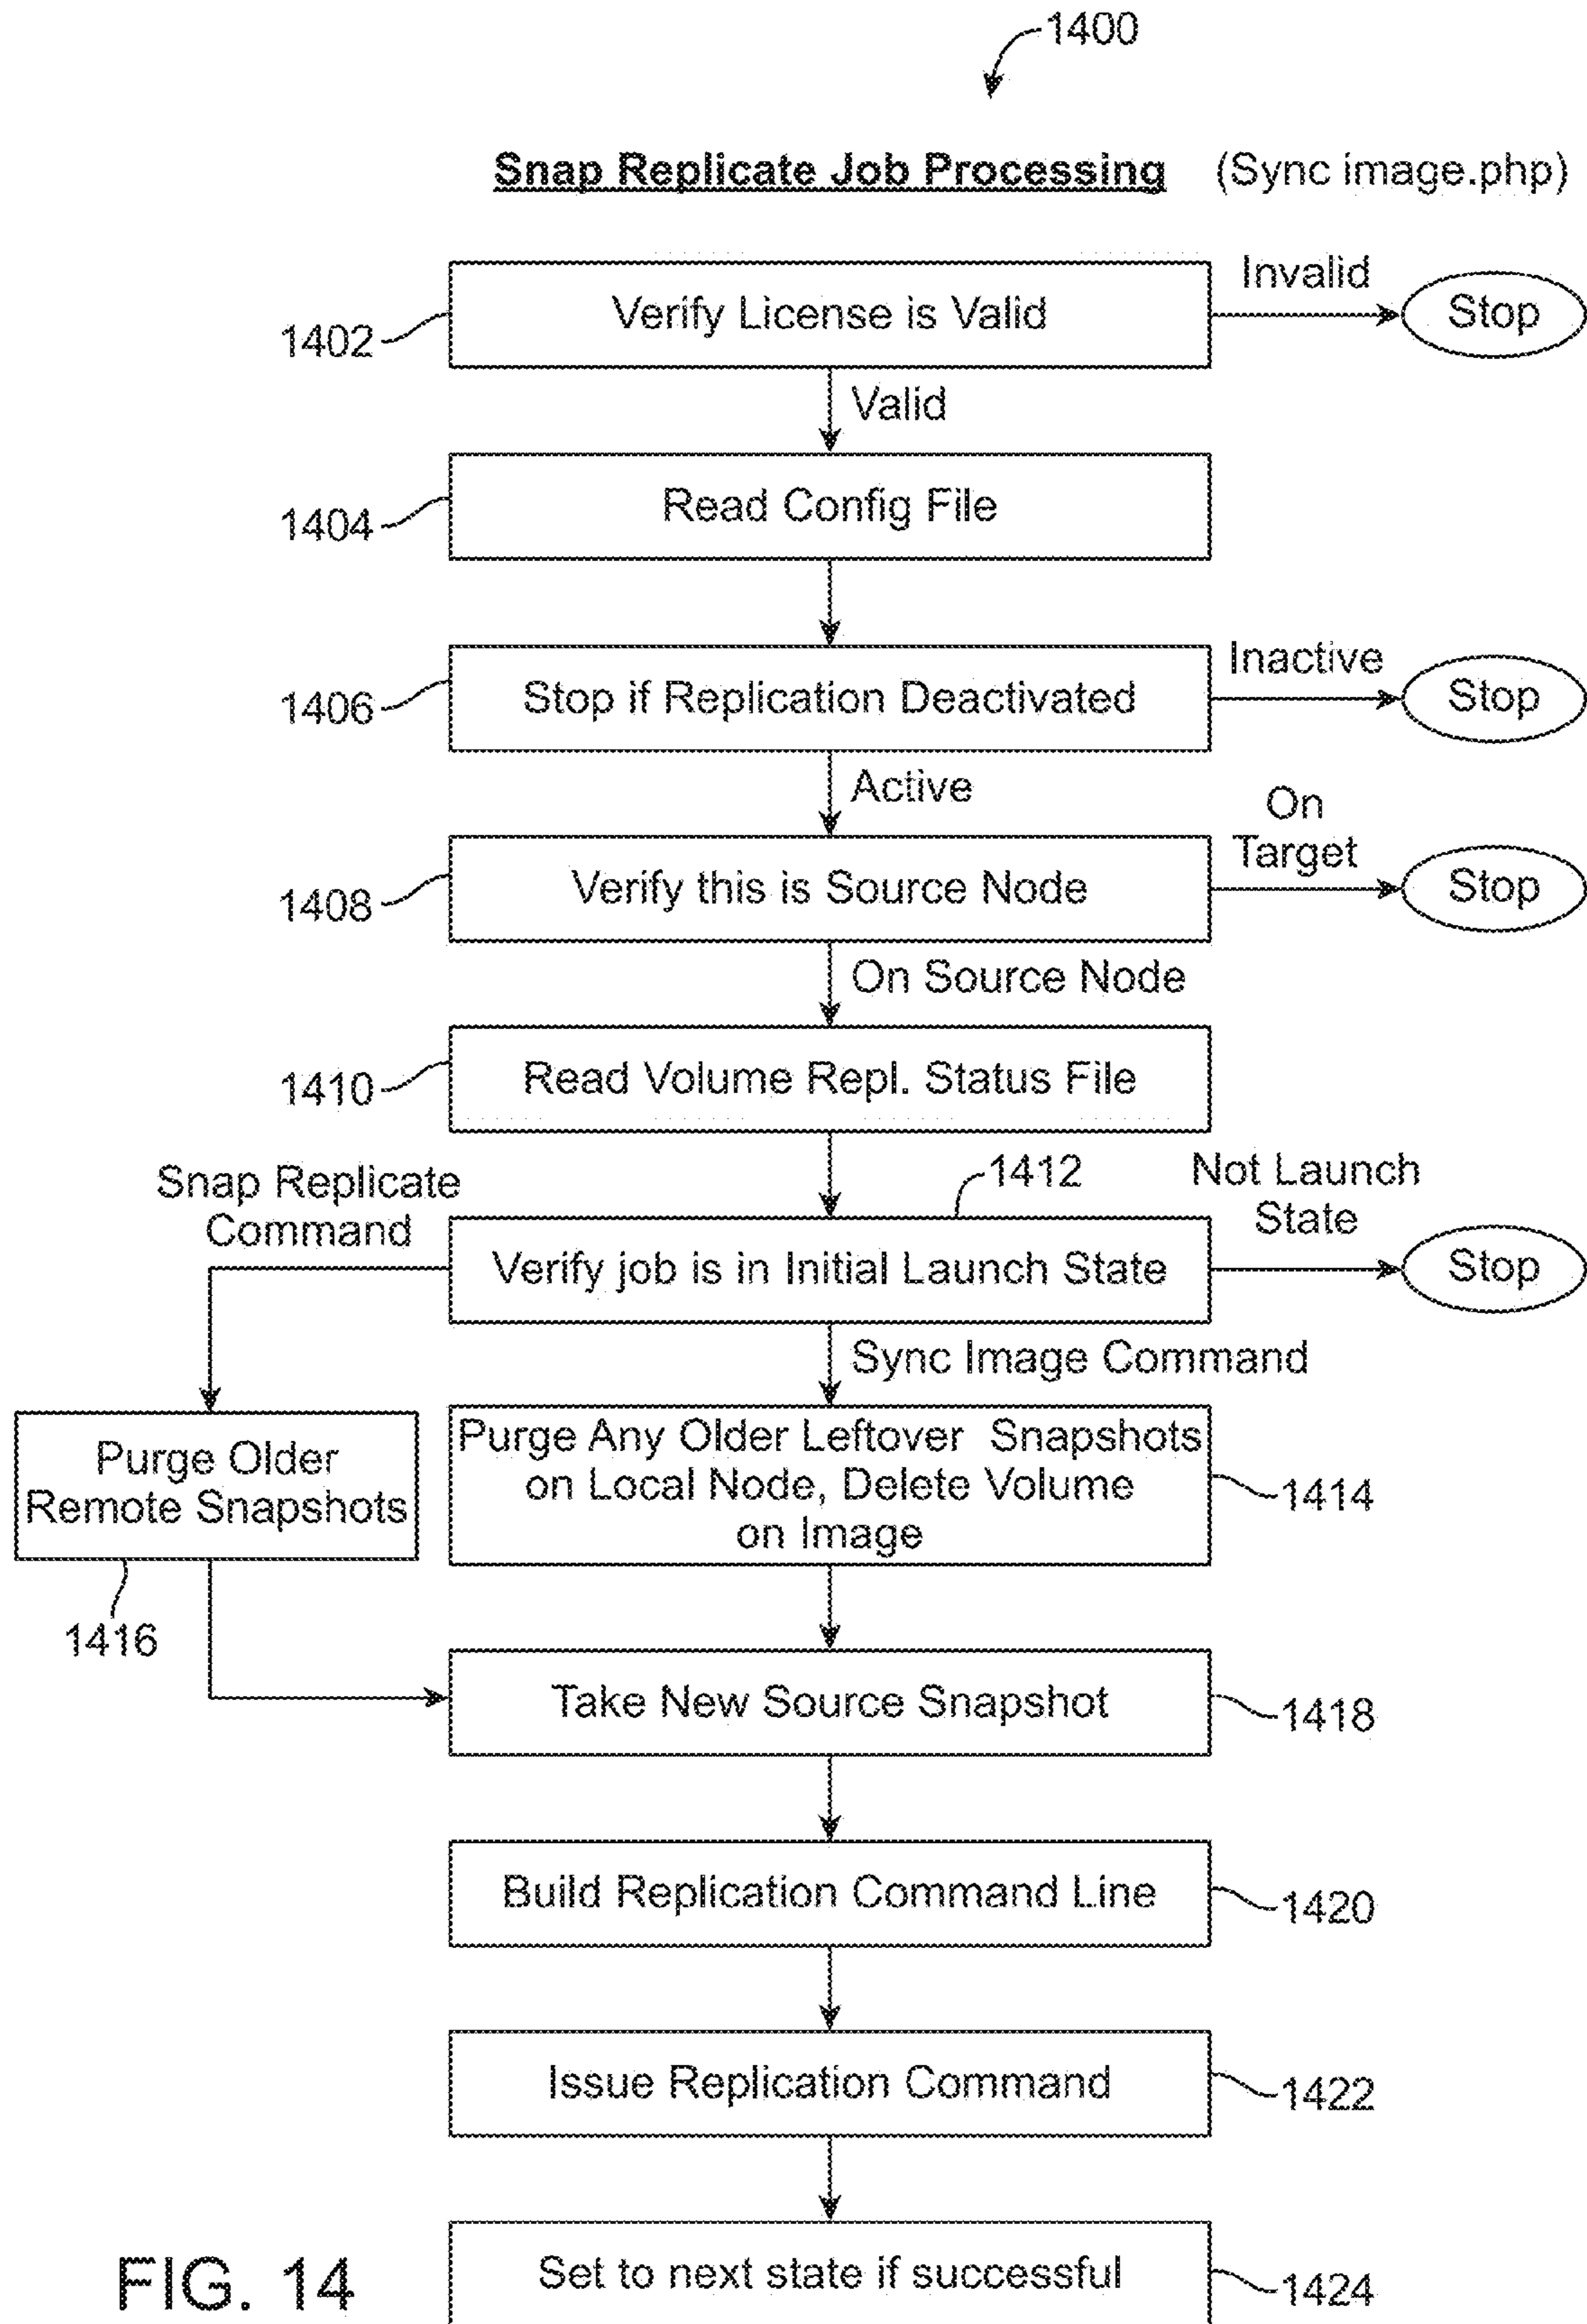 1400
Snap Replicate Job Processing (Sync image.php)
Verify License is Valid
Invalid
Stop
1402
Valid
Read Config File
1404
Stop if Replication Deactivated
Inactive
Stop
1406
Active
Verify this is Source Node
On
Target
Stop
1408
On Source Node
Read Volume Repl. Status File
1410
Snap Replicate
Command
1412
Not Launch
State
Verify job is in Initial Launch State
Stop
Sync Image Command
Purge Older
Remote Snapshots
1416
Purge Any Older Leftover Snapshots
on Local Node, Delete Volume
on Image
1414
Take New Source Snapshot
1418
Build Replication Command Line
1420
Issue Replication Command
1422
Set to next state if successful
1424
FIG. 14